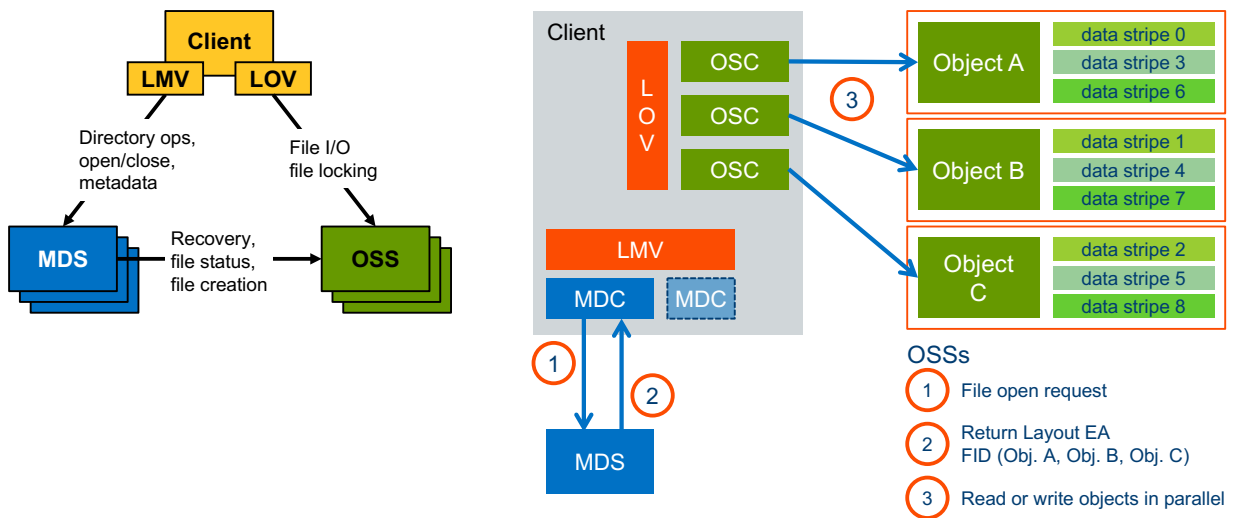 Client
LMV
LOV
Directory ops,
open/close,
metadata
File I/O
file locking
MDS
Recovery,
file status,
file creation
OSS
Client
L
O
V
OSC
OSC
OSC
LMV
MDC
MDC
1
2
MDS
3
Object A
data stripe 0
data stripe 3
data stripe 6
Object B
data stripe 1
data stripe 4
data stripe 7
Object
C
data stripe 2
data stripe 5
data stripe 8
OSSs
1 File open request
2 Return Layout EA
FID (Obj. A, Obj. B, Obj. C)
3 Read or write objects in parallel